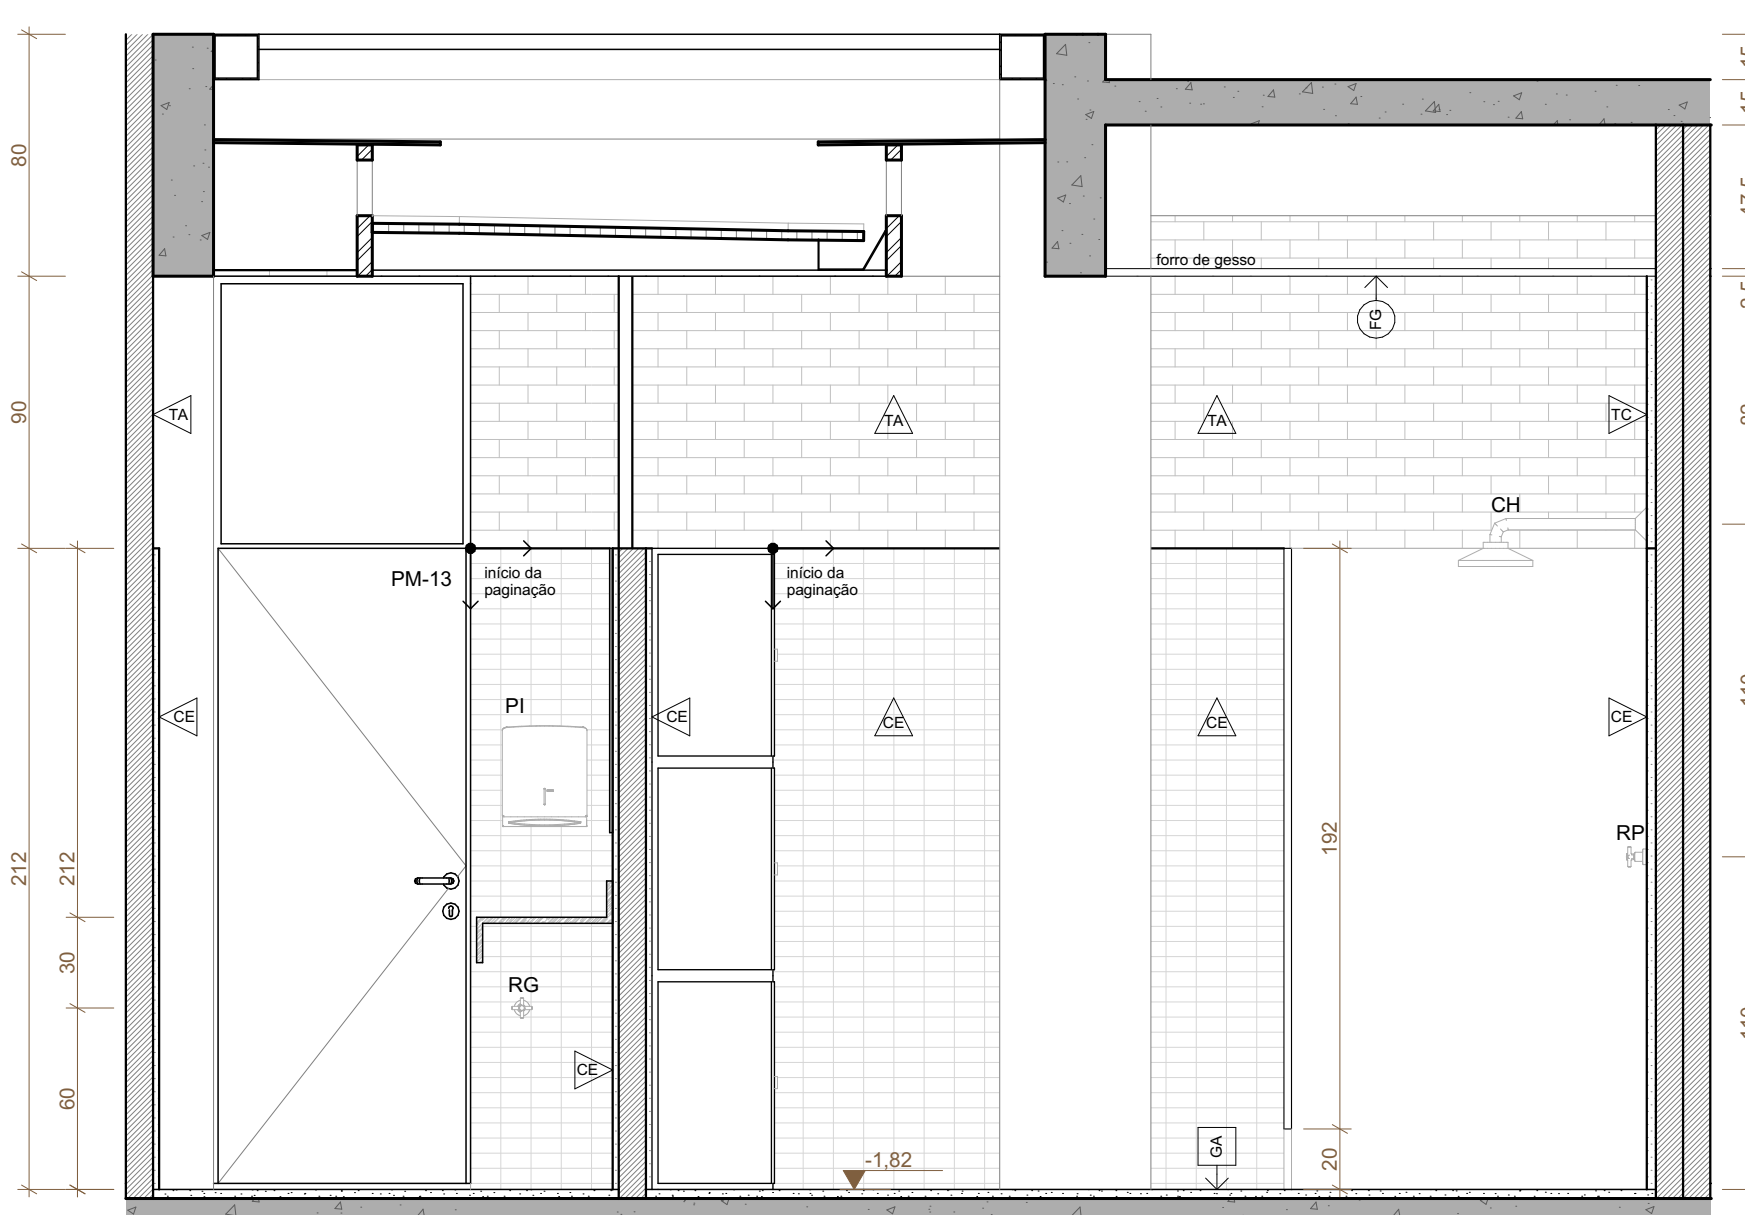 80
forro de gesso
FG
90
TA
TA
TA
TC
CH
PM-13
início da
paginação
início da
paginação
PI
CE
CE
CE
CE
CE
212
212
192
RP
30
RG
60
CE
GA
-1,82
20